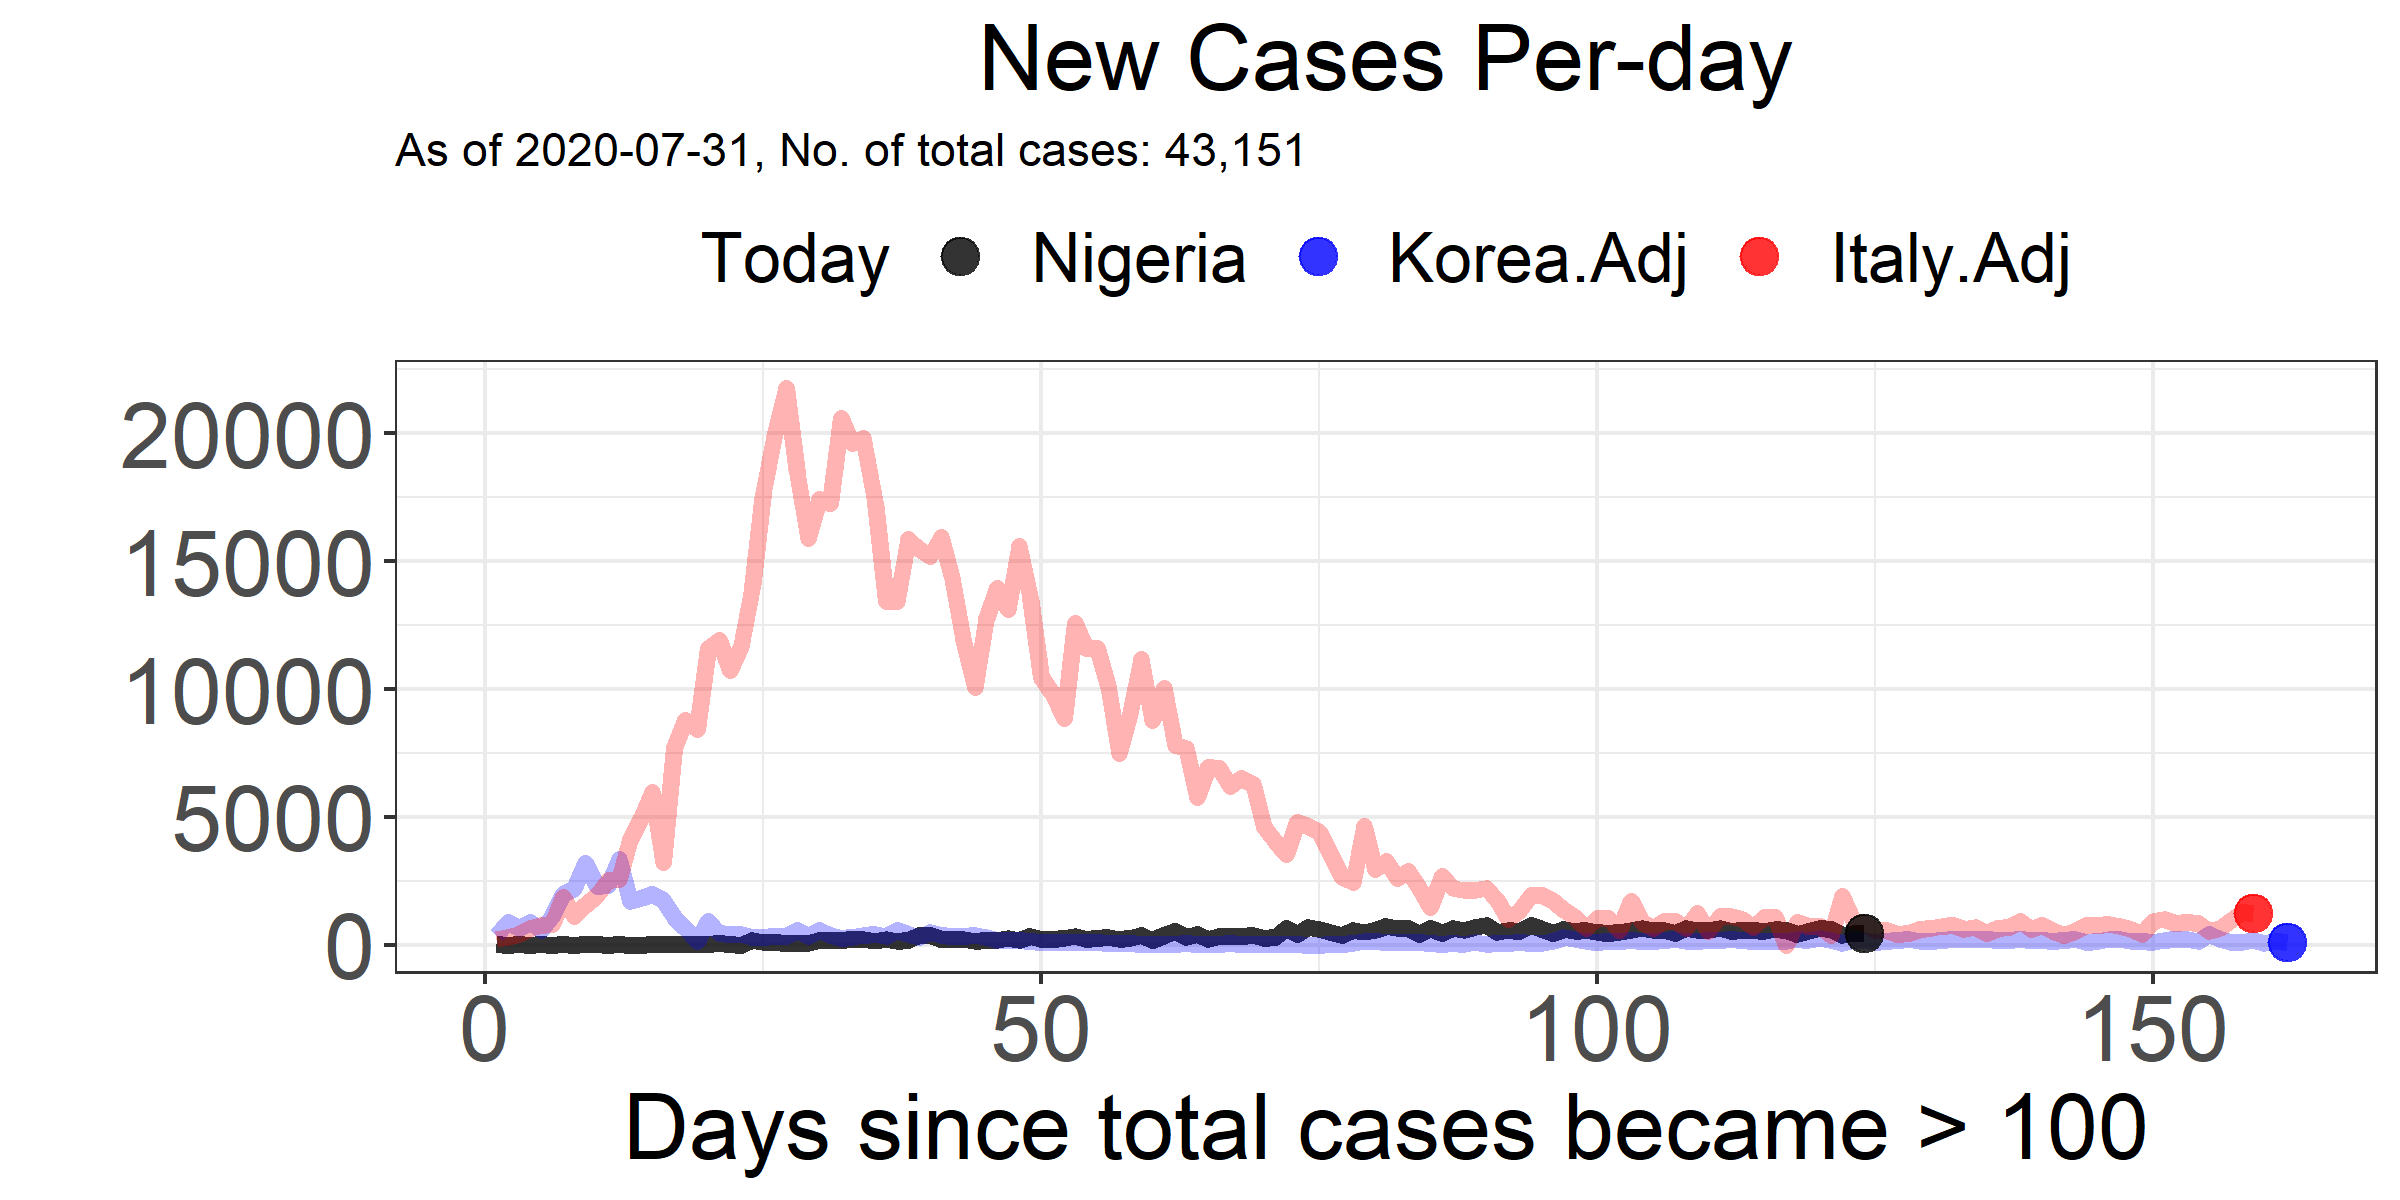 New Cases Per-day
As of 2020-07-31, No. of total cases: 43,151
Today Nigeria Korea.Adj Italy.Adj
20000
15000
10000
5000
0
0 50 100 150
Days since total cases became > 100